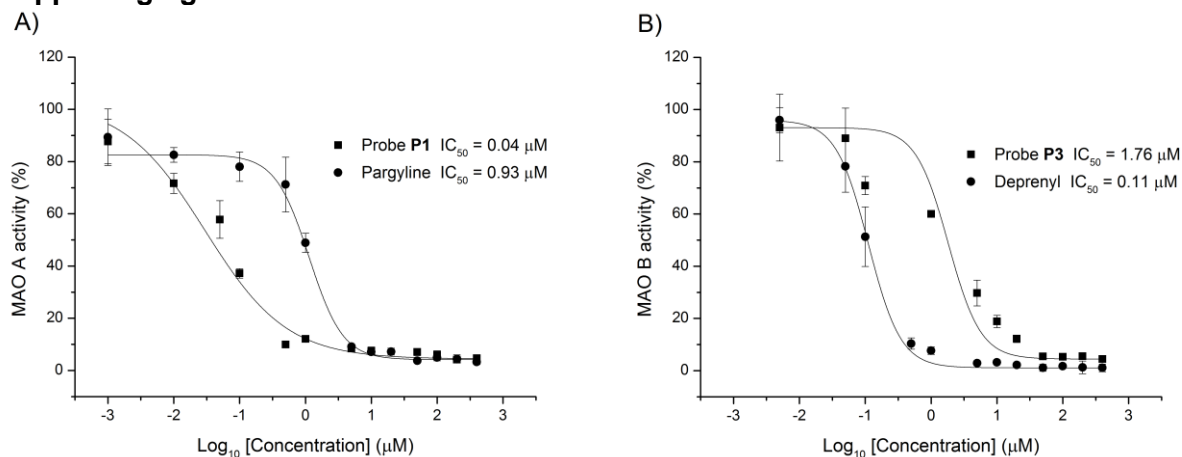 A)
120
100
80
60
40
20
0
MAO A activity (%)
-3 -2 -1 0 1 2 3
Log10 [Concentration] (μM)
Probe P1 IC50 = 0.04 μM
Pargyline IC50 = 0.93 μM
B)
120
100
80
60
40
20
0
MAO B activity (%)
-3 -2 -1 0 1 2 3
Log10 [Concentration] (μM)
Probe P3 IC50 = 1.76 μM
Deprenyl IC50 = 0.11 μM